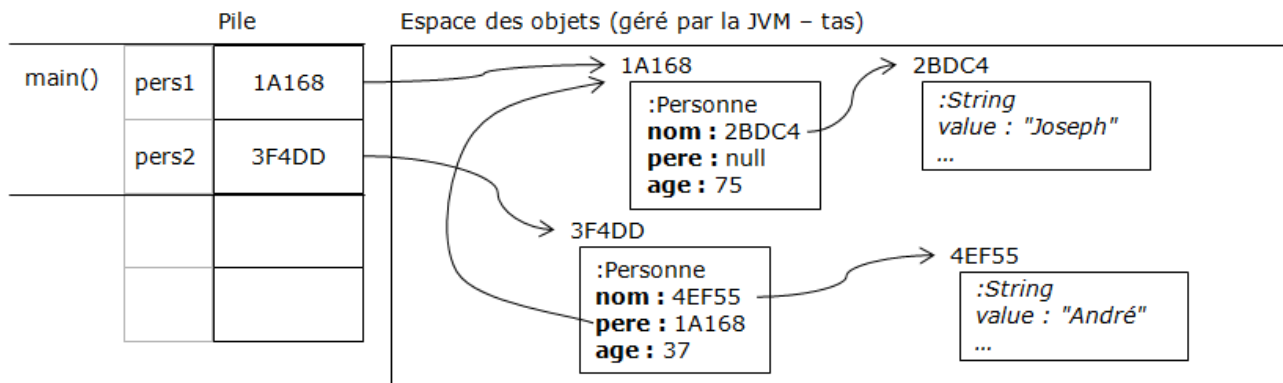 Pile
Espace des objets (géré par la JVM – tas)
main()
pers1
1A168
pers2
3F4DD
1A168
:Personne
nom : 2BDC4
pere : null
age : 75
2BDC4
:String
value : "Joseph"
...
3F4DD
:Personne
nom : 4EF55
pere : 1A168
age : 37
4EF55
:String
value : "André"
...